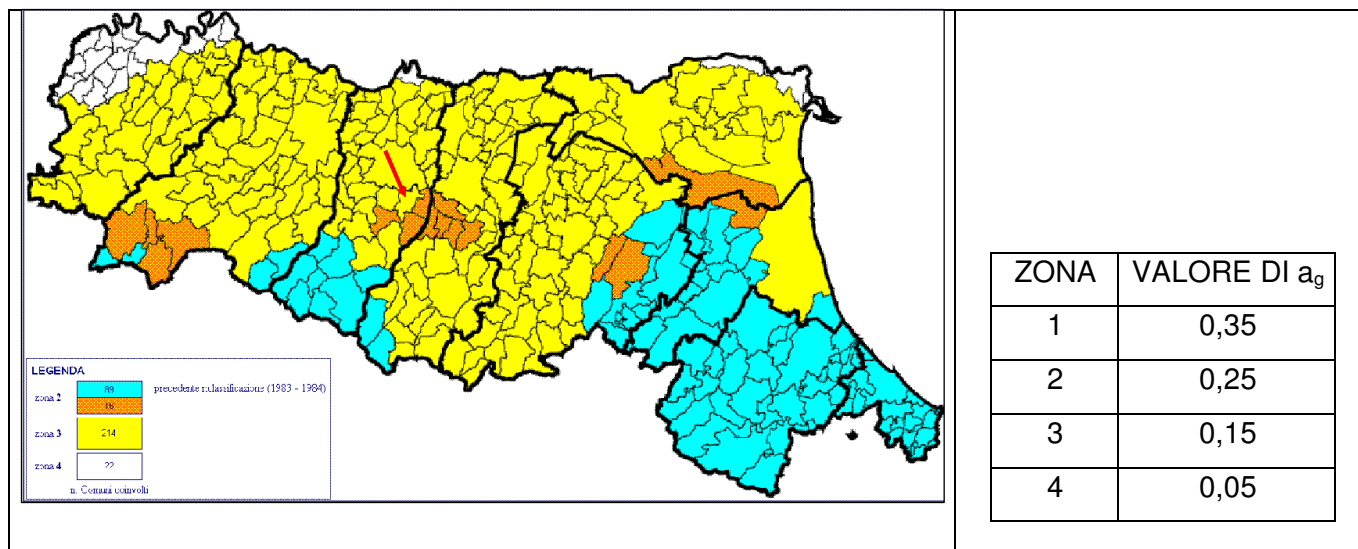 LEGENDA
zona 2
89 precedente riclassificazione (1983 - 1984)
16
zona 3 214
zona 4 22
n. Comuni coinvolti
ZONA VALORE DI ag
1 0,35
2 0,25
3 0,15
4 0,05